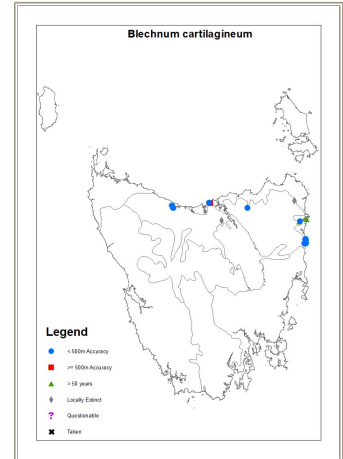 Blechnum cartilagineum
Legend
< 500m Accuracy
>= 500m Accuracy
> 50 years
Locally Extinct
Questionable
Taken